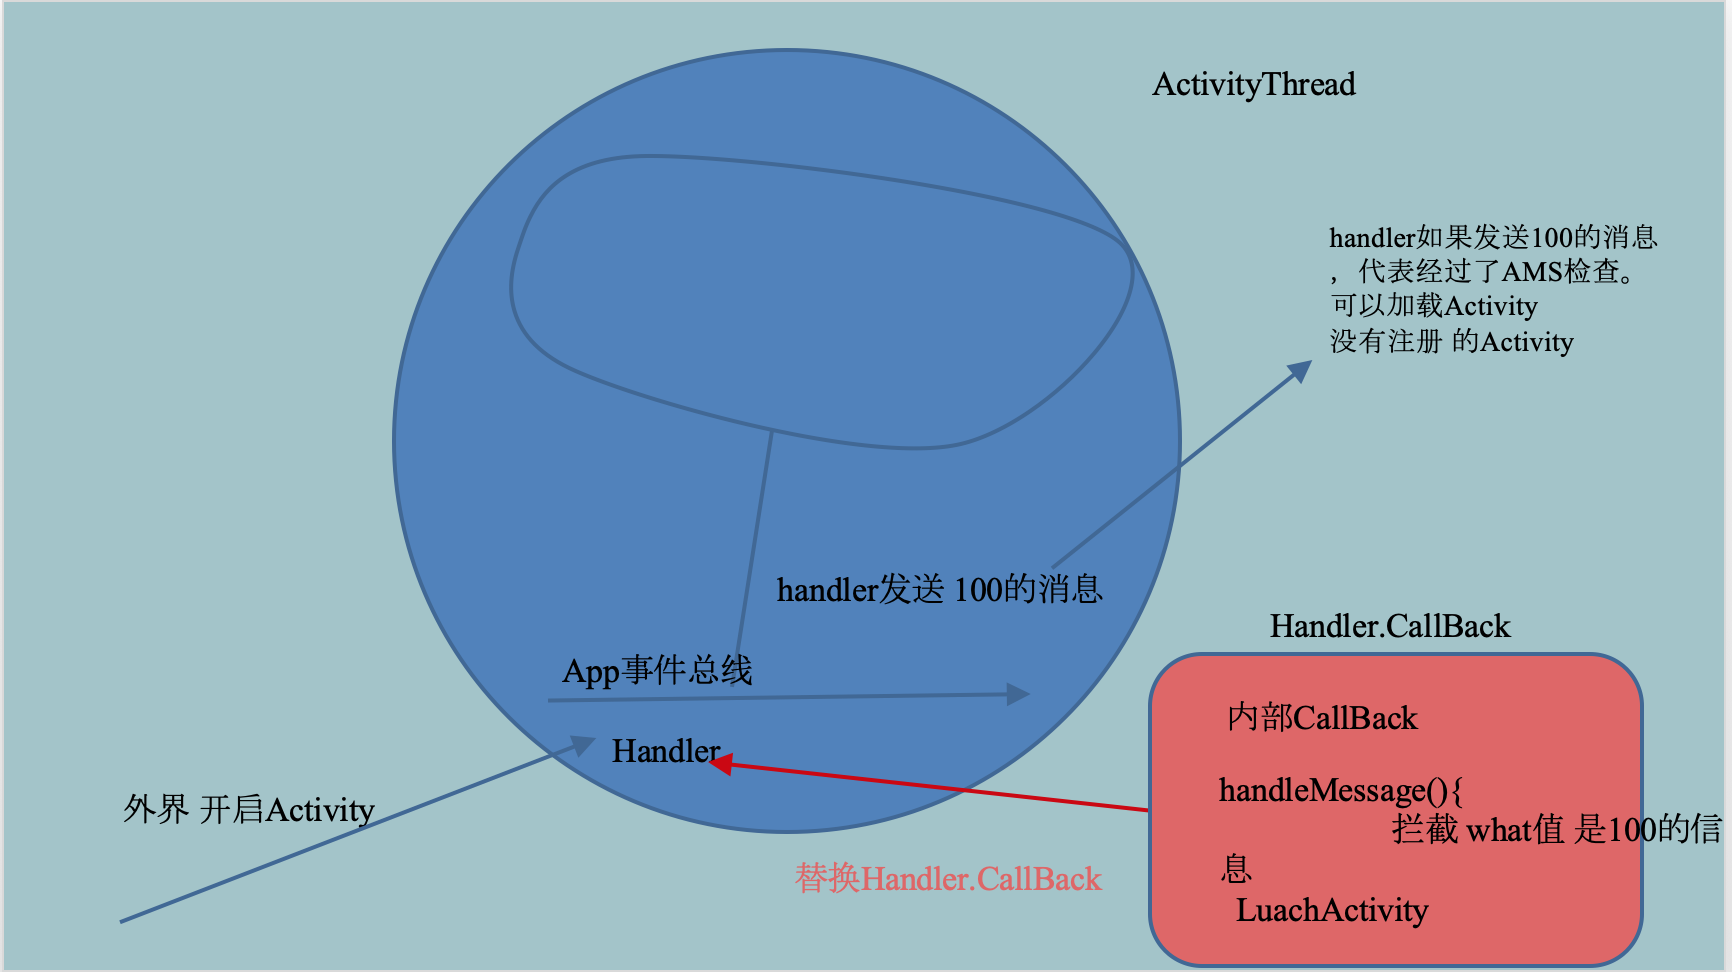 ActivityThread
handler如果发送100的消息
，代表经过了AMS检查。
可以加载Activity
没有注册 的Activity
handler发送 100的消息
Handler.CallBack
App事件总线
内部CallBack
Handler
handleMessage(){
外界 开启Activity
拦截 what值 是100的信
息
替换Handler.CallBack
LuachActivity